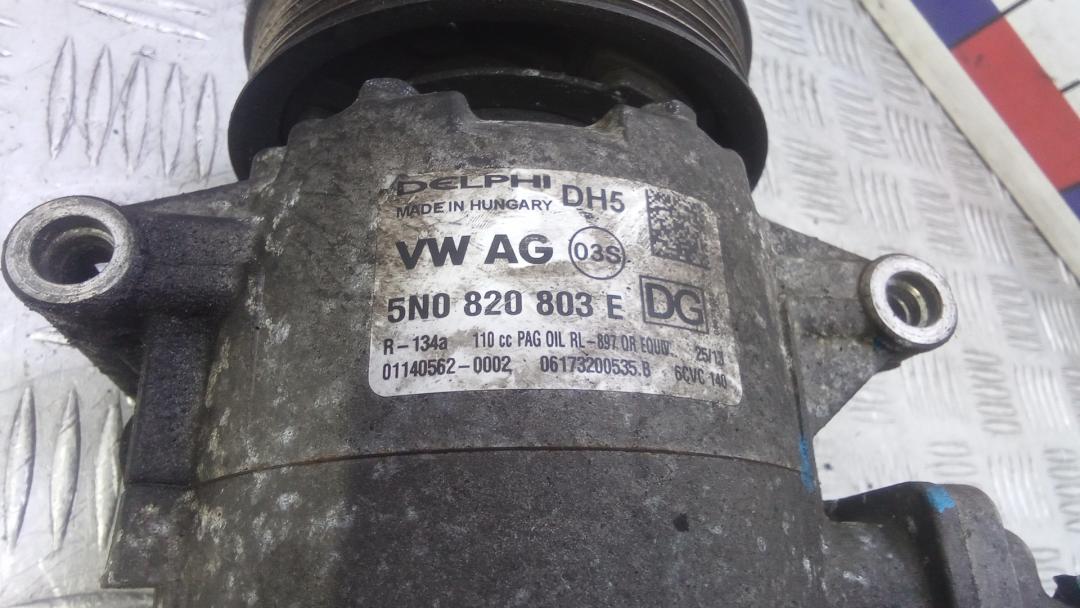 DELPHI DH5
MADE IN HUNGARY
VW AG 03S
5N0 820 803 E DG
R-134a 110 cc PAG OIL RL-897 OR EQUIV.
01140562-0002 06173200535.B 6CVC 140